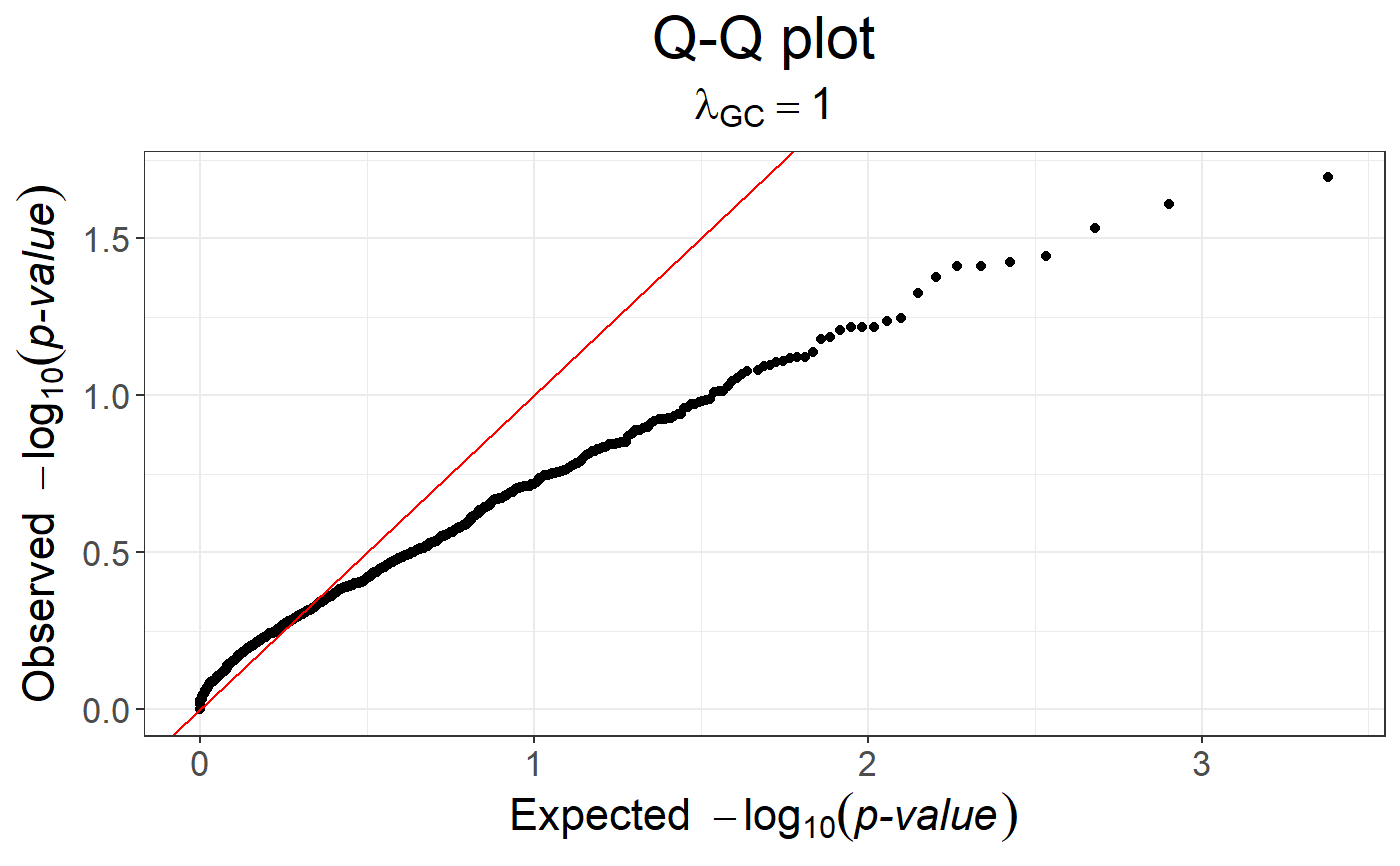 Q-Q plot
λGC = 1
Observed −log10(p-value)
1.5
1.0
0.5
0.0
0 1 2 3
Expected −log10(p-value)